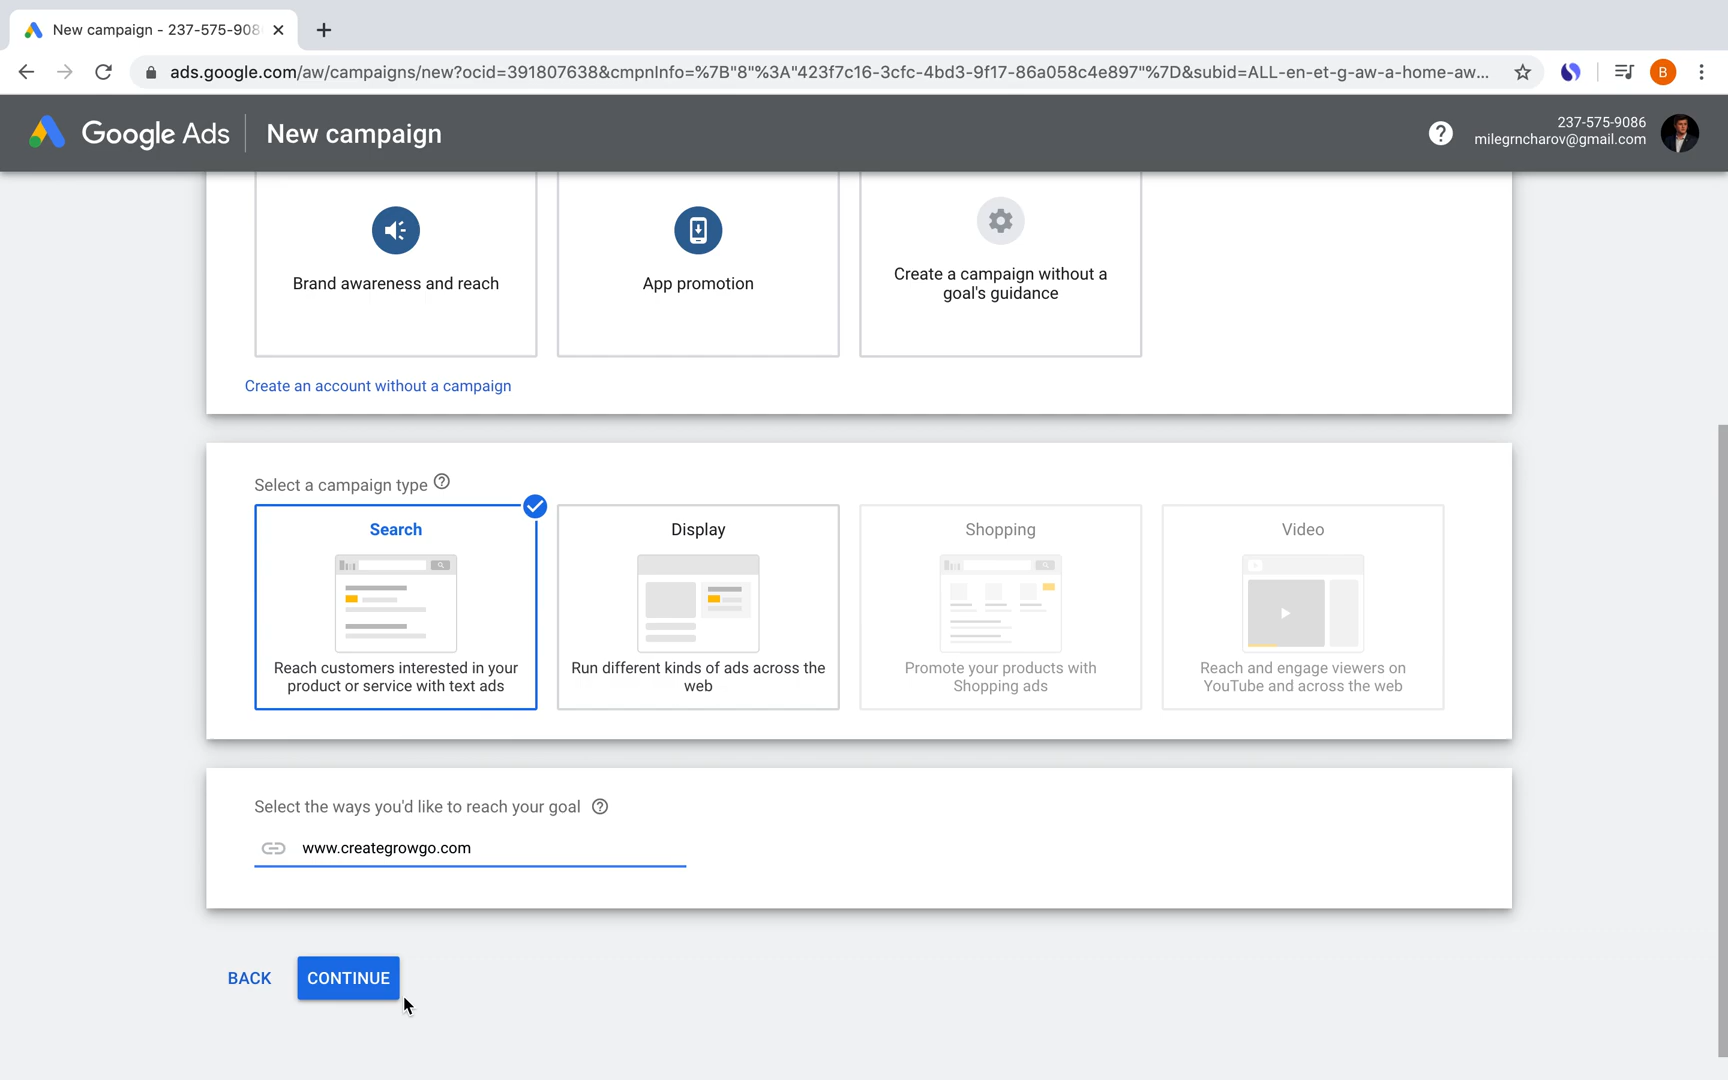 New campaign - 237-575-908
ads.google.com/aw/campaigns/new?ocid=391807638&cmpnInfo=%7B"8"%3A"423f7c16-3cfc-4bd3-9f17-86a058c4e897"%7D&subid=ALL-en-et-g-aw-a-home-aw...
B
Google Ads
New campaign
?
237-575-9086
milegrncharov@gmail.com
Brand awareness and reach
App promotion
Create a campaign without a
goal's guidance
Create an account without a campaign
Select a campaign type ?
Search
Reach customers interested in your
product or service with text ads
Display
Run different kinds of ads across the
web
Shopping
Promote your products with
Shopping ads
Video
Reach and engage viewers on
YouTube and across the web
Select the ways you'd like to reach your goal ?
www.creategrowgo.com
BACK
CONTINUE